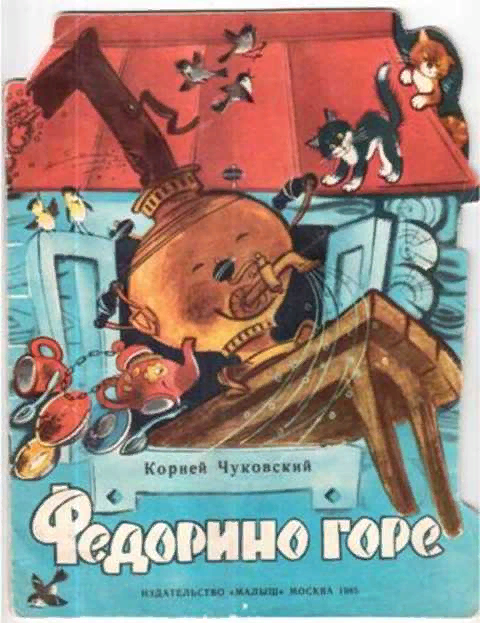 Корней Чуковский
Федорино горе
ИЗДАТЕЛЬСТВО «МАЛЫШ» МОСКВА 1985